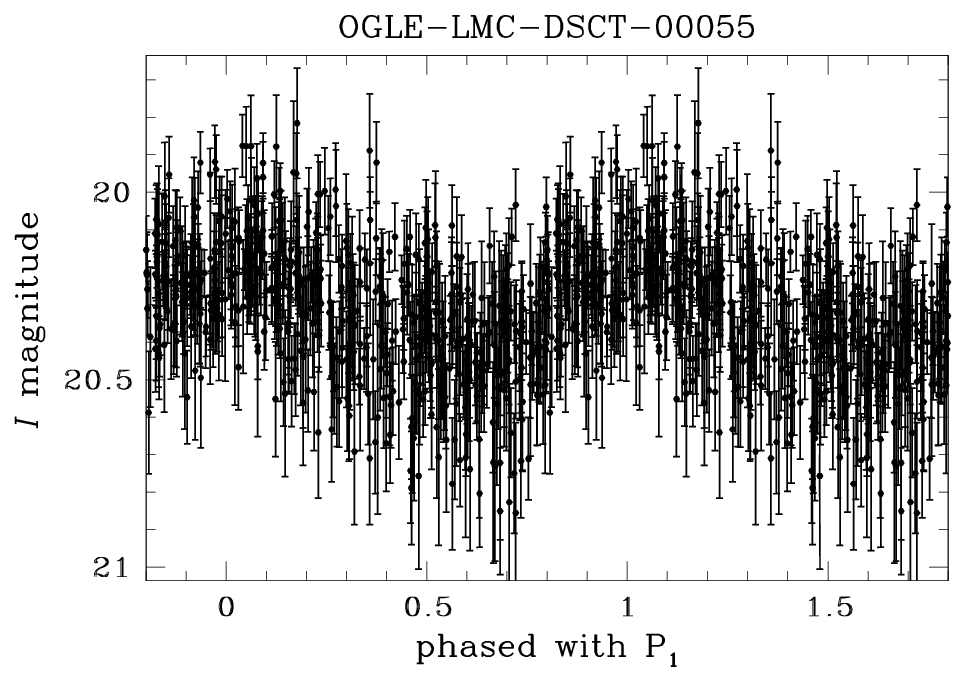 OGLE-LMC-DSCT-00055
20
20.5
21
I magnitude
0 0.5 1 1.5
phased with P₁